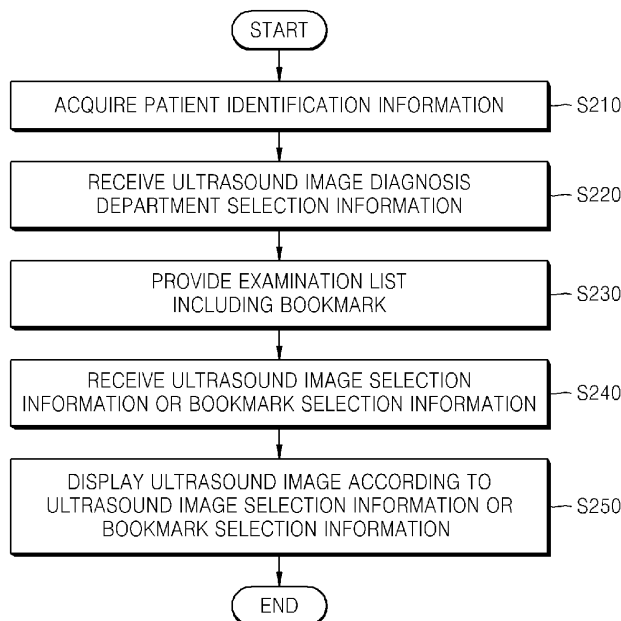 START
ACQUIRE PATIENT IDENTIFICATION INFORMATION
S210
RECEIVE ULTRASOUND IMAGE DIAGNOSIS
DEPARTMENT SELECTION INFORMATION
S220
PROVIDE EXAMINATION LIST
INCLUDING BOOKMARK
S230
RECEIVE ULTRASOUND IMAGE SELECTION
INFORMATION OR BOOKMARK SELECTION INFORMATION
S240
DISPLAY ULTRASOUND IMAGE ACCORDING TO
ULTRASOUND IMAGE SELECTION INFORMATION OR
BOOKMARK SELECTION INFORMATION
S250
END